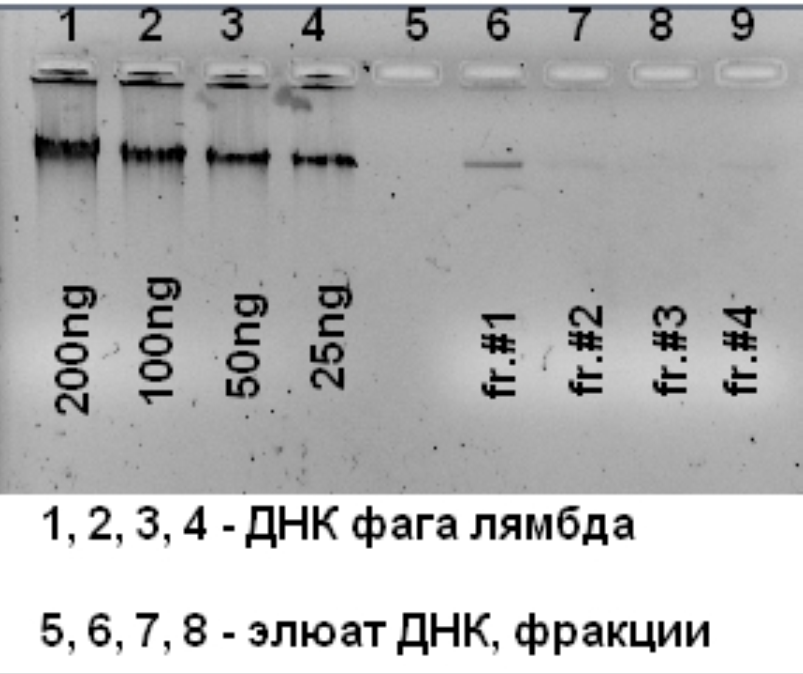 1 2 3 4 5 6 7 8 9
200ng 100ng 50ng 25ng fr.#1 fr.#2 fr.#3 fr.#4
1, 2, 3, 4 - ДНК фага лямбда
5, 6, 7, 8 - элюат ДНК, фракции